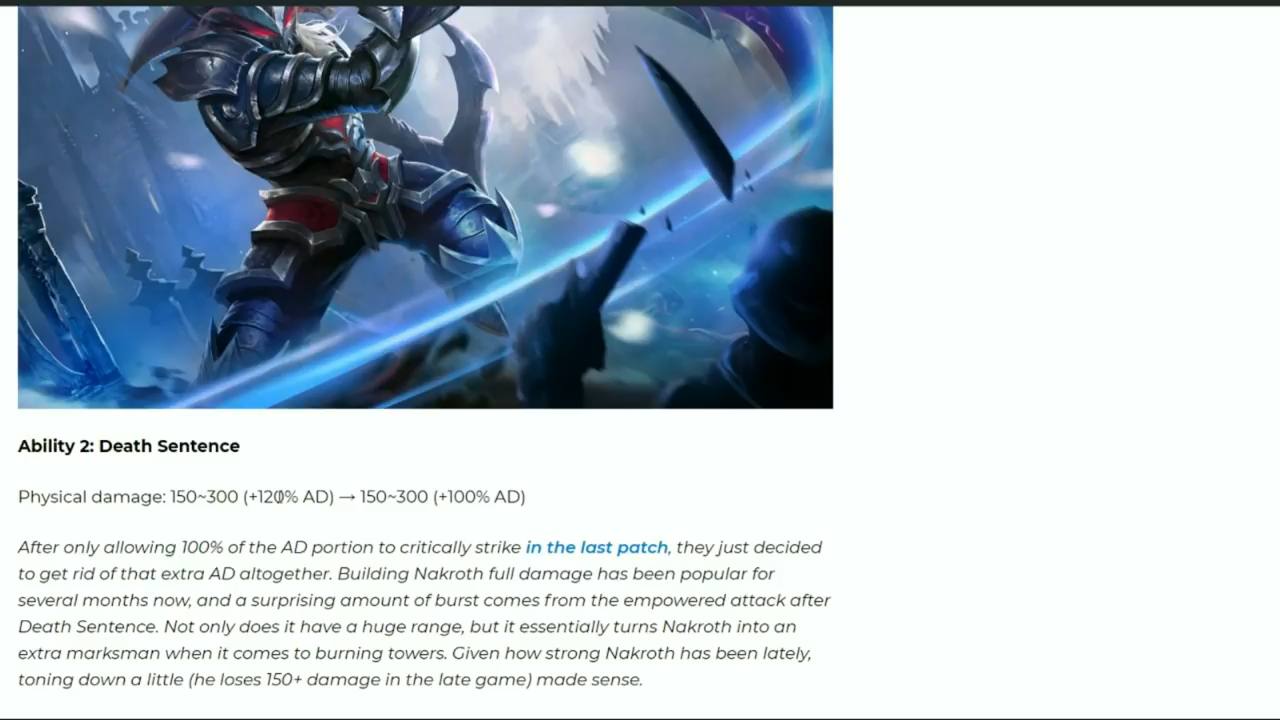 Ability 2: Death Sentence
Physical damage: 150~300 (+120% AD) → 150~300 (+100% AD)
After only allowing 100% of the AD portion to critically strike in the last patch, they just decided
to get rid of that extra AD altogether. Building Nakroth full damage has been popular for
several months now, and a surprising amount of burst comes from the empowered attack after
Death Sentence. Not only does it have a huge range, but it essentially turns Nakroth into an
extra marksman when it comes to burning towers. Given how strong Nakroth has been lately,
toning down a little (he loses 150+ damage in the late game) made sense.